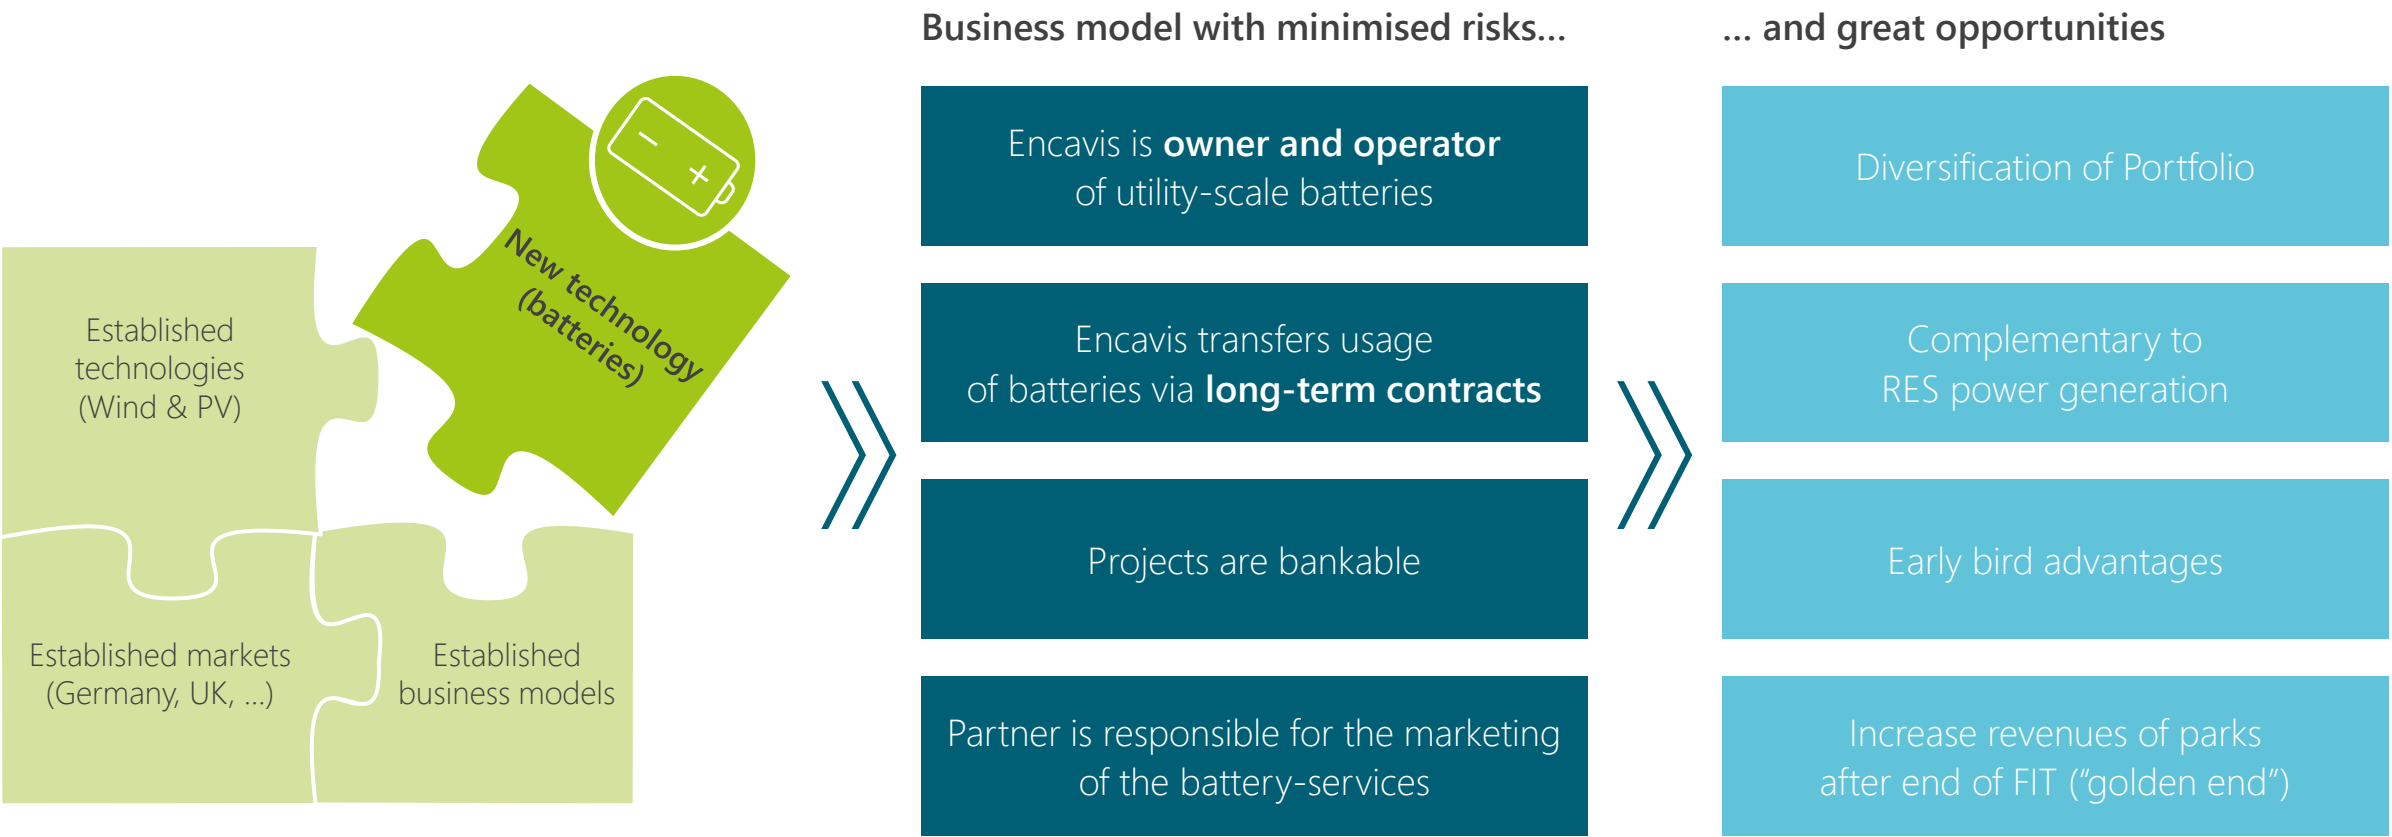 Business model with minimised risks...
... and great opportunities
New technology
(batteries)
Established
technologies
(Wind & PV)
Established markets
(Germany, UK, ...)
Established
business models
Encavis is owner and operator
of utility-scale batteries
Encavis transfers usage
of batteries via long-term contracts
Projects are bankable
Partner is responsible for the marketing
of the battery-services
Diversification of Portfolio
Complementary to
RES power generation
Early bird advantages
Increase revenues of parks
after end of FIT (“golden end”)